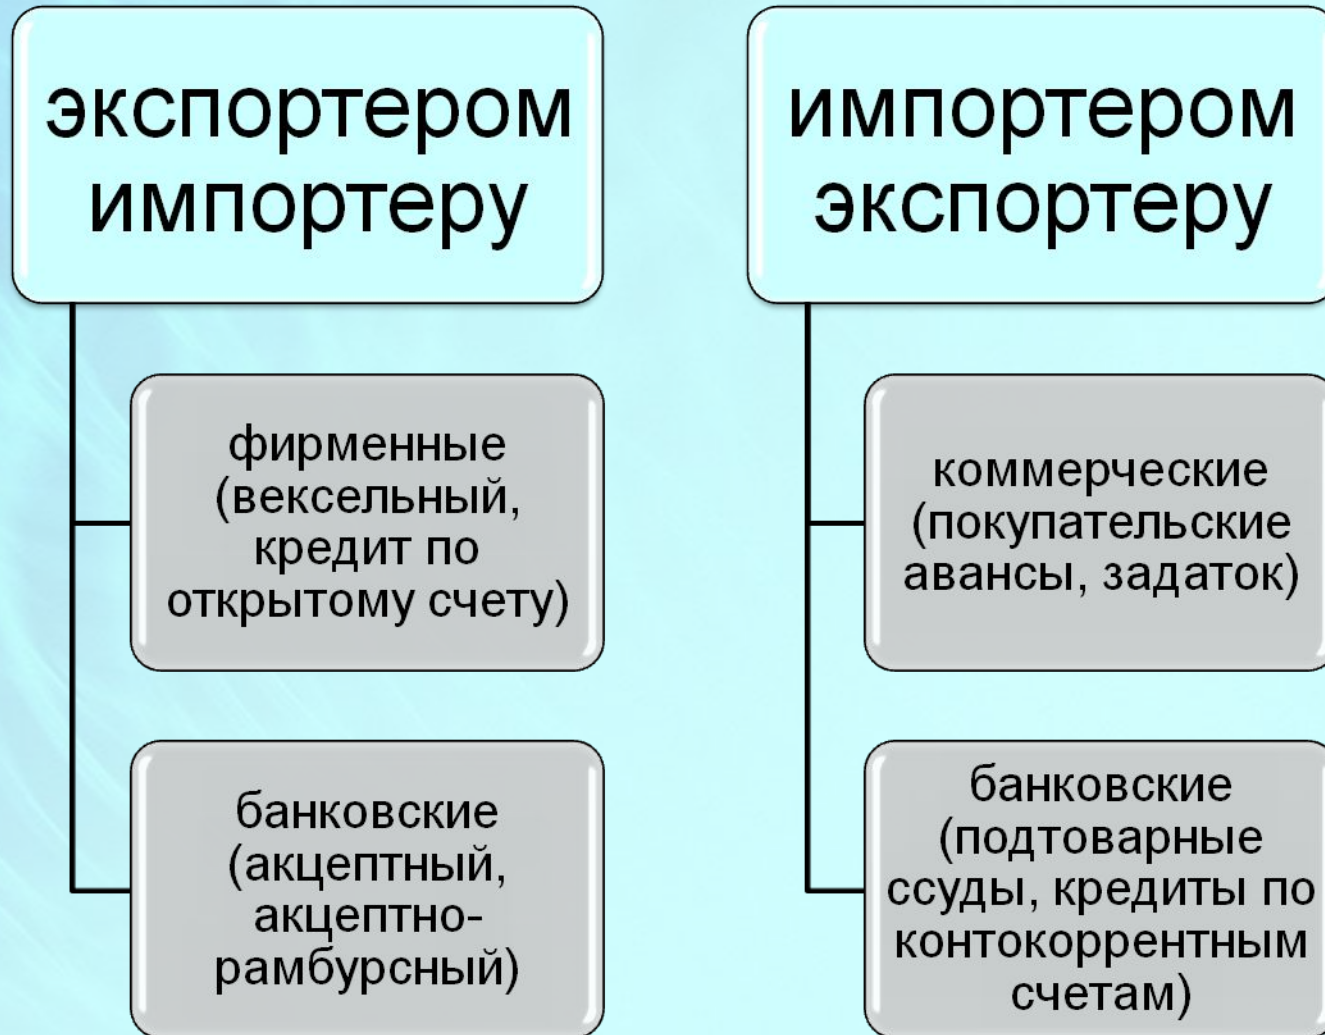 экспортером
импортеру
фирменные
(вексельный,
кредит по
открытому счету)
банковские
(акцептный,
акцептно-
рамбурсный)
импортером
экспортеру
коммерческие
(покупательские
авансы, задаток)
банковские
(подтоварные
ссуды, кредиты по
контокоррентным
счетам)